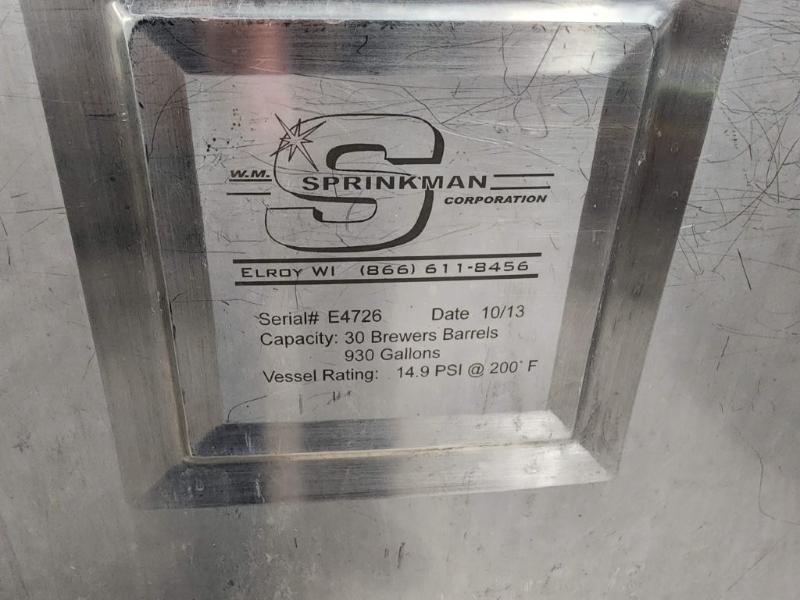 S
W.M. SPRINKMAN
CORPORATION
ELROY WI (866) 611-8456
Serial# E4726 Date 10/13
Capacity: 30 Brewers Barrels
930 Gallons
Vessel Rating: 14.9 PSI @ 200° F